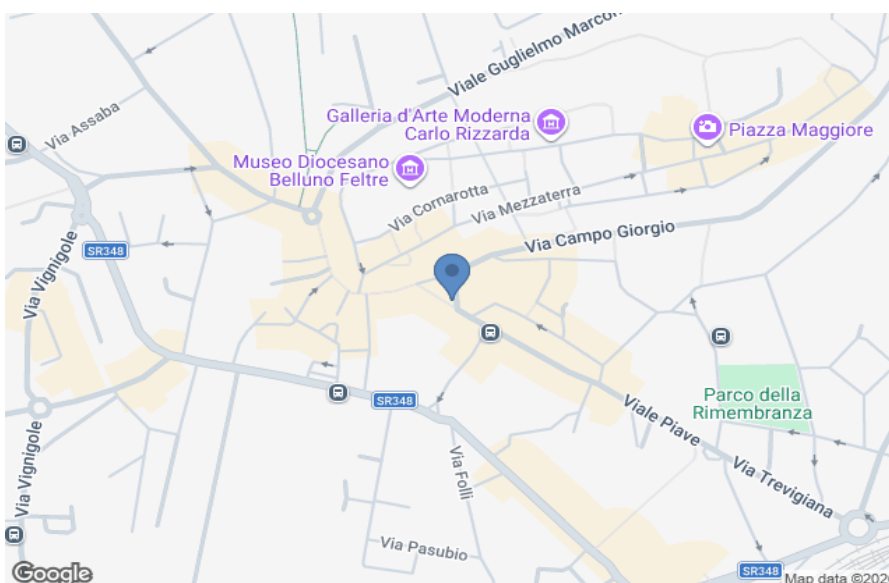 Viale Guglielmo Marcon
Via Assaba
Galleria d'Arte Moderna
Carlo Rizzarda
Piazza Maggiore
Museo Diocesano
Belluno Feltre
Via Cornarotta
Via Mezzaterra
Via Campo Giorgio
SR348
Via Vignigole
SR348
Parco della
Rimembranza
Viale Piave
Via Vignigole
Via Folli
Via Trevigiana
Via Pasubio
SR348
Google
Map data ©202